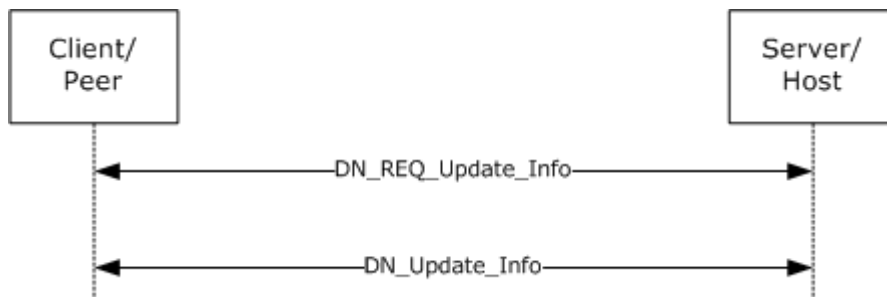 Client/
Peer
Server/
Host
DN_REQ_Update_Info
DN_Update_Info